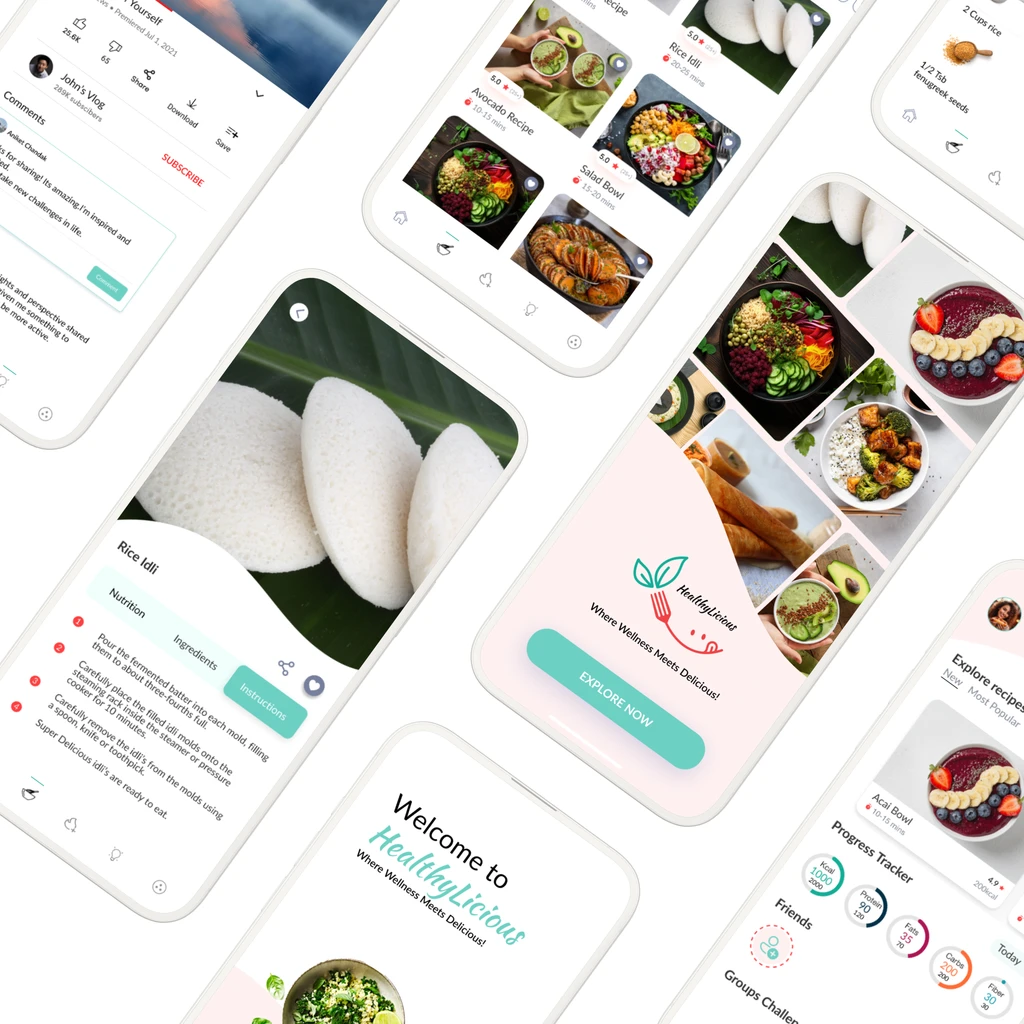 Yourself
Premiered Jul 1, 2021
25.6K
65
Share
Download
Save
John's Vlog
289K subscibers
SUBSCRIBE
Comments
Aniket Chandak
for sharing! Its amazing,I'm inspired and
take new challenges in life.
Comment
and perspective shared
given me something to
be more active.
Recipe
mins
5.0
Rice Idli
20-25 mins
5.0
Avocado Recipe
10-15 mins
5.0
Salad Bowl
15-20 mins
2 Cups rice
1/2 Tsb
fenugreek seeds
Rice Idli
Nutrition
Ingredients
Instructions
1
Pour the fermented batter into each mold, filling
them to about three-fourths full.
2
Carefully place the filled idli molds onto the
steaming rack inside the steamer or pressure
cooker for 10 minutes.
3
Carefully remove the idli's from the molds using
a spoon, knife or toothpick.
4
Super Delicious idli's are ready to eat.
HealthyLicious
Where Wellness Meets Delicious!
EXPLORE NOW
Welcome to
HealthyLicious
Where Wellness Meets Delicious!
Explore recipes
New
Most Popular
Acai Bowl
10-15 mins
4.9
200kcal
Progress Tracker
Today
Kcal
1000
2000
Protein
90
120
Fats
35
70
Carbs
200
200
Fiber
30
30
Friends
Groups Challen